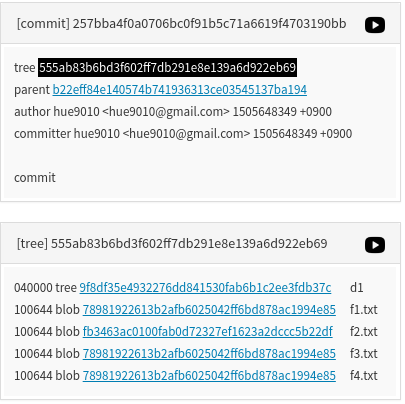 [commit] 257bba4f0a0706bc0f91b5c71a6619f4703190bb
tree 555ab83b6bd3f602ff7db291e8e139a6d922eb69
parent b22eff84e140574b741936313ce03545137ba194
author hue9010 <hue9010@gmail.com> 1505648349 +0900
committer hue9010 <hue9010@gmail.com> 1505648349 +0900
commit
[tree] 555ab83b6bd3f602ff7db291e8e139a6d922eb69
040000 tree 9f8df35e4932276dd841530fab6b1c2ee3fdb37c d1
100644 blob 78981922613b2afb6025042ff6bd878ac1994e85 f1.txt
100644 blob fb3463ac0100fab0d72327ef1623a2dccc5b22df f2.txt
100644 blob 78981922613b2afb6025042ff6bd878ac1994e85 f3.txt
100644 blob 78981922613b2afb6025042ff6bd878ac1994e85 f4.txt